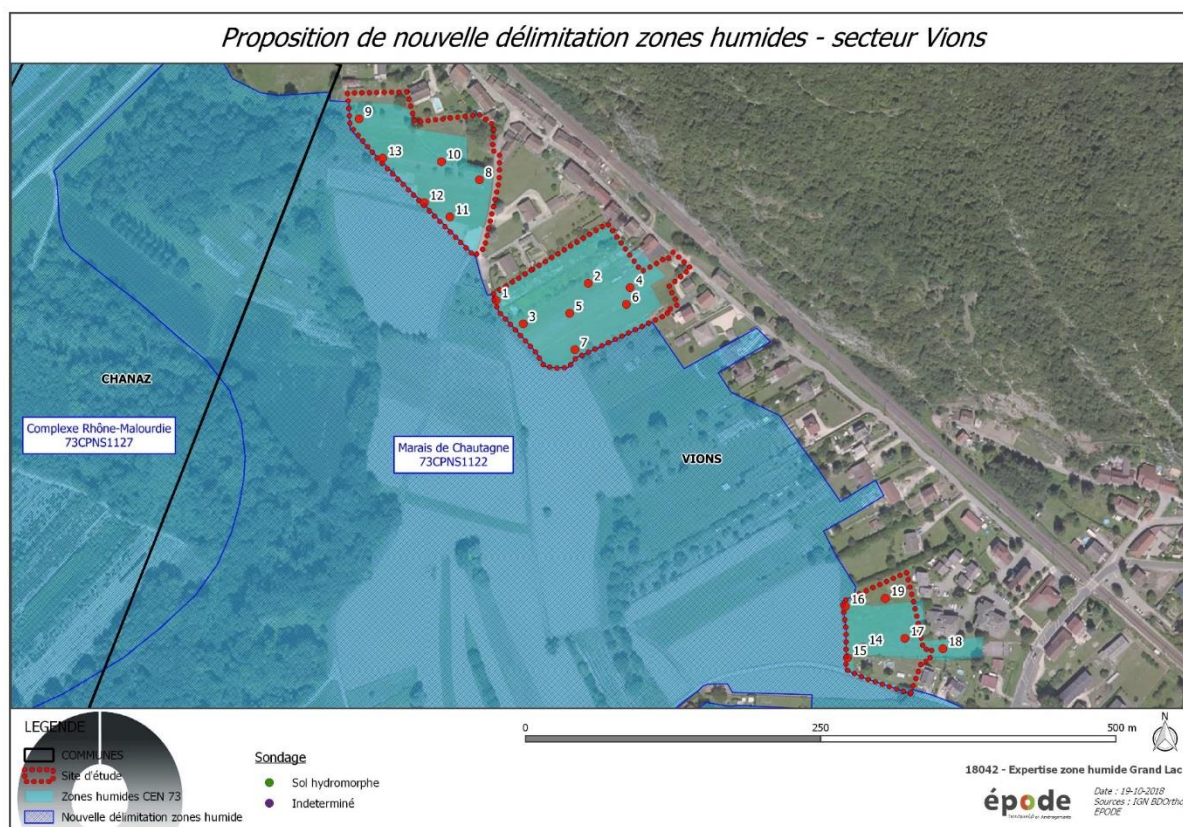 Proposition de nouvelle délimitation zones humides - secteur Vions
9
13
10
8
12
11
1
2
4
3
5
6
7
CHANAZ
Complexe Rhône-Malourdie
73CPNS1127
Marais de Chautagne
73CPNS1122
VIONS
16
19
14
17
15
18
LEGENDE
COMMUNES
Site d'étude
Zones humides CEN 73
Nouvelle délimitation zones humide
Sondage
Sol hydromorphe
Indeterminé
0
250
500 m
N
18042 - Expertise zone humide Grand Lac
épode
Date : 19-10-2018
Sources : IGN BDOrtho
EPODE